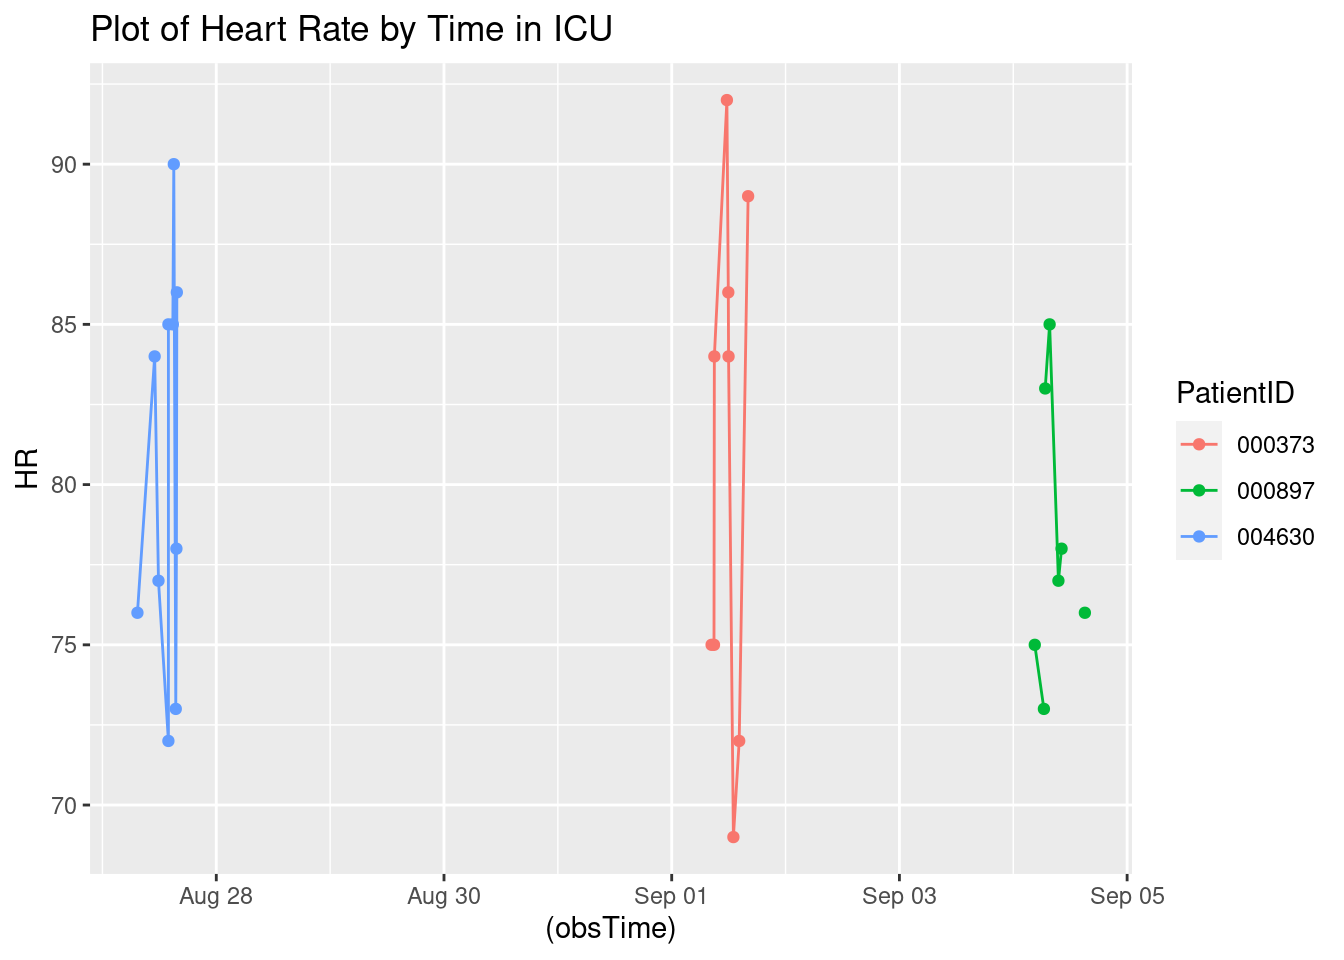 Plot of Heart Rate by Time in ICU
HR
90
85
80
75
70
Aug 28 Aug 30 Sep 01 Sep 03 Sep 05
(obsTime)
PatientID
000373
000897
004630